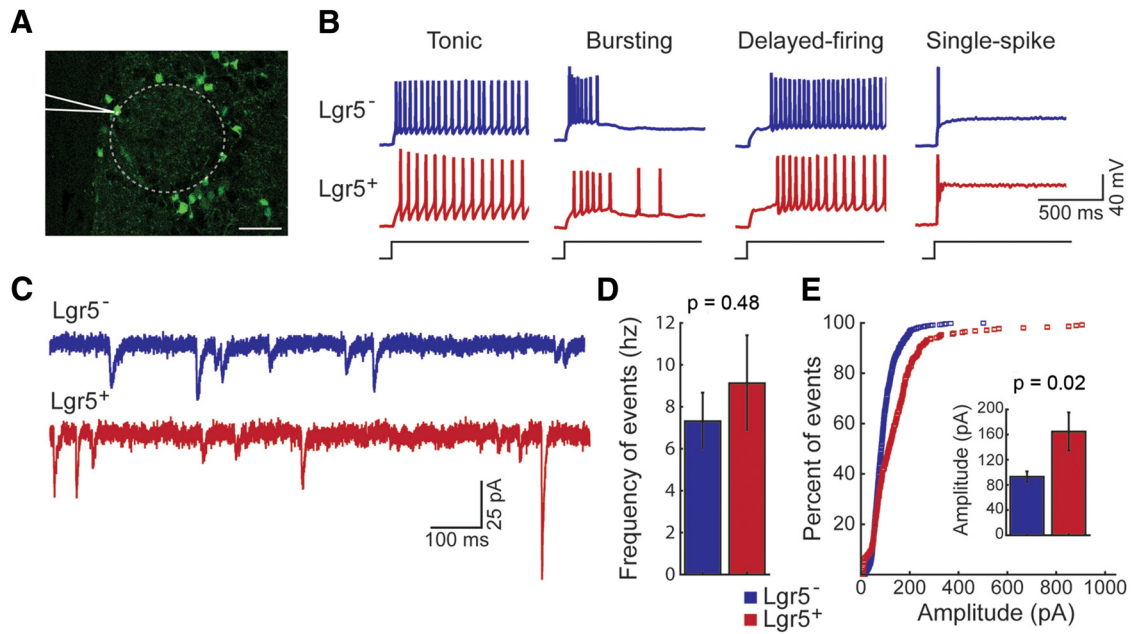 A
B
Tonic
Bursting
Delayed-firing
Single-spike
Lgr5-
Lgr5+
500 ms
40 mV
C
Lgr5-
Lgr5+
100 ms
25 pA
D
p = 0.48
Frequency of events (hz)
12
10
8
6
4
2
0
Lgr5-
Lgr5+
E
Percent of events
100
80
60
40
20
0
200
400
600
800
1000
Amplitude (pA)
p = 0.02
Amplitude (pA)
200
160
120
80
40
0